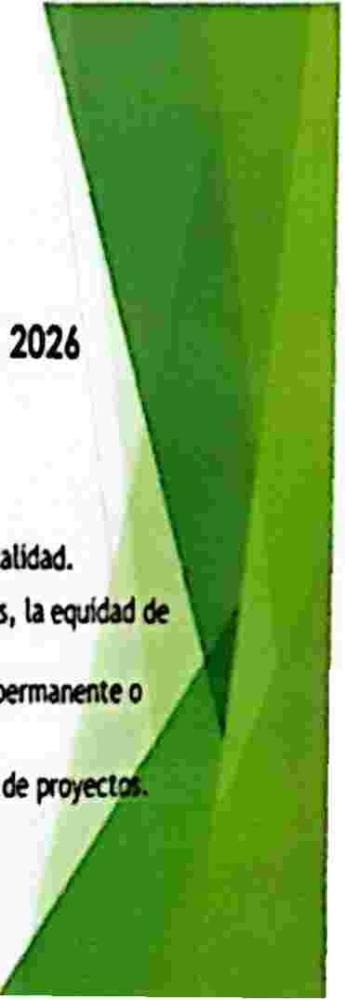 2026
alidad.
s, la equidad de
permanente o
de proyectos.